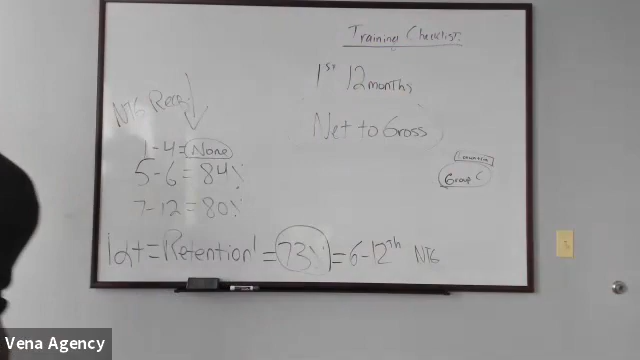 Training Checklist:
1st 12 months
Net to Gross
NTG Req.
1-4 = None
5-6 = 84%
7-12 = 80%
Group C
1st = Retention' = 73% = 6-12th NTG
Vena Agency